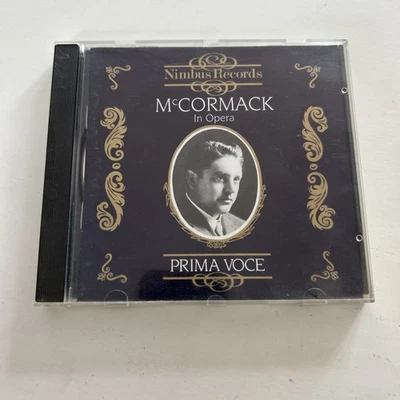 Nimbus Records
McCORMACK
In Opera
PRIMA VOCE